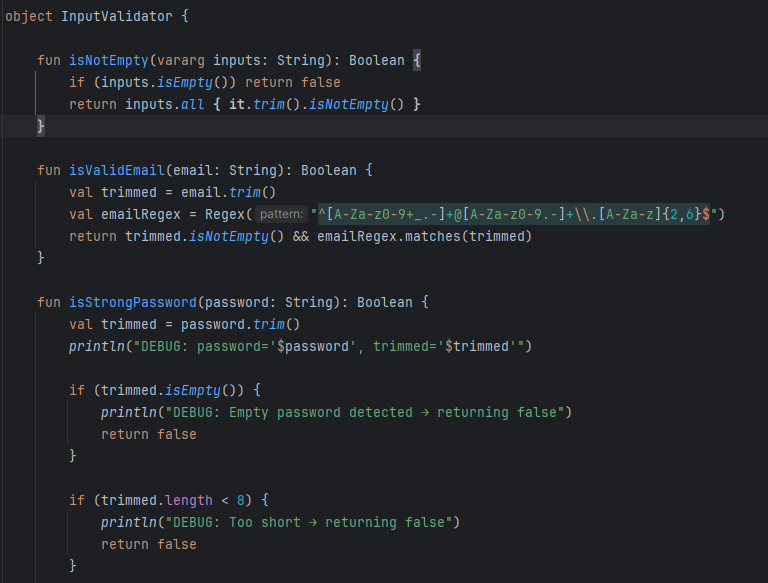 object InputValidator {
fun isNotEmpty(vararg inputs: String): Boolean {
if (inputs.isEmpty()) return false
return inputs.all { it.trim().isNotEmpty() }
}
fun isValidEmail(email: String): Boolean {
val trimmed = email.trim()
val emailRegex = Regex( pattern: "^[A-Za-z0-9+_.-]+@[A-Za-z0-9.-]+\\.[A-Za-z]{2,6}$")
return trimmed.isNotEmpty() && emailRegex.matches(trimmed)
}
fun isStrongPassword(password: String): Boolean {
val trimmed = password.trim()
println("DEBUG: password='$password', trimmed='$trimmed'")
if (trimmed.isEmpty()) {
println("DEBUG: Empty password detected → returning false")
return false
}
if (trimmed.length < 8) {
println("DEBUG: Too short → returning false")
return false
}